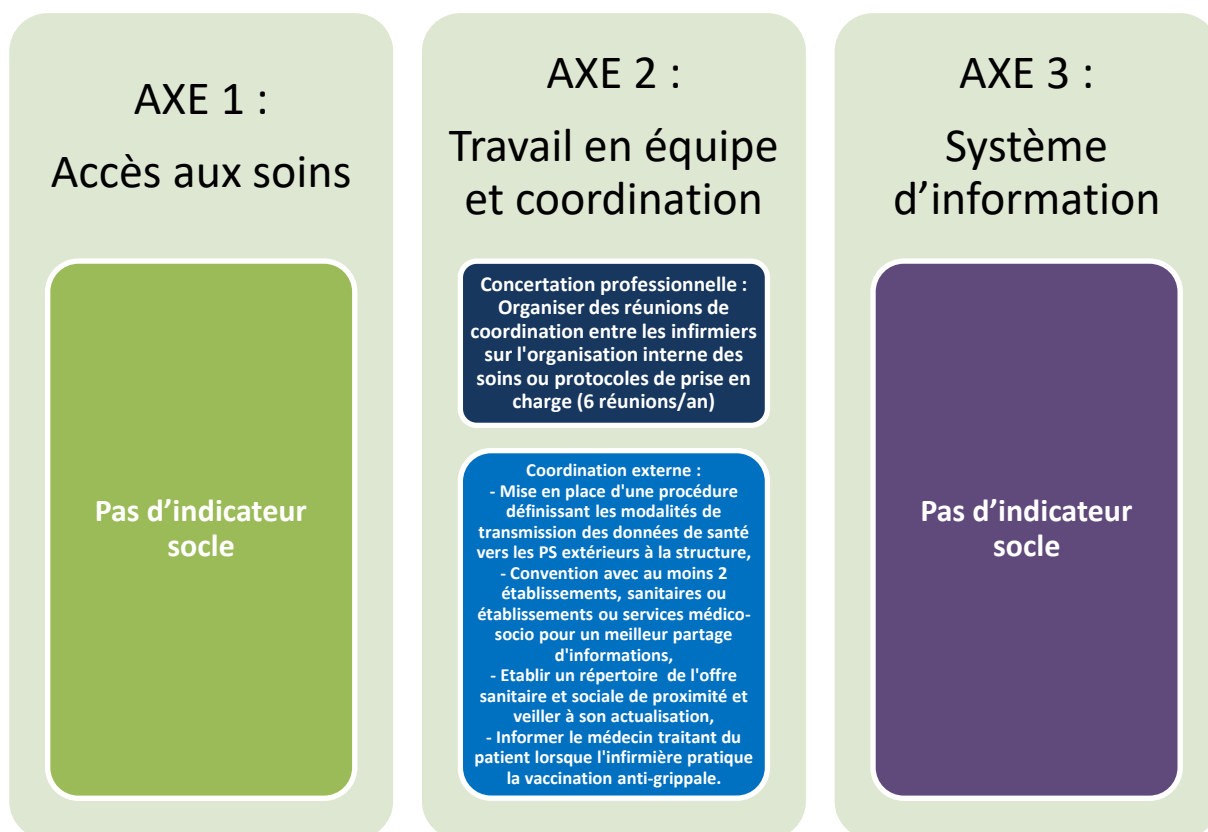 AXE 1 :
Accès aux soins
Pas d’indicateur
socle
AXE 2 :
Travail en équipe
et coordination
Concertation professionnelle :
Organiser des réunions de
coordination entre les infirmiers
sur l'organisation interne des
soins ou protocoles de prise en
charge (6 réunions/an)
Coordination externe :
- Mise en place d'une procédure
définissant les modalités de
transmission des données de santé
vers les PS extérieurs à la structure,
- Convention avec au moins 2
établissements, sanitaires ou
établissements ou services médico-
socio pour un meilleur partage
d'informations,
- Etablir un répertoire de l'offre
sanitaire et sociale de proximité et
veiller à son actualisation,
- Informer le médecin traitant du
patient lorsque l'infirmière pratique
la vaccination anti-grippale.
AXE 3 :
Système
d’information
Pas d’indicateur
socle